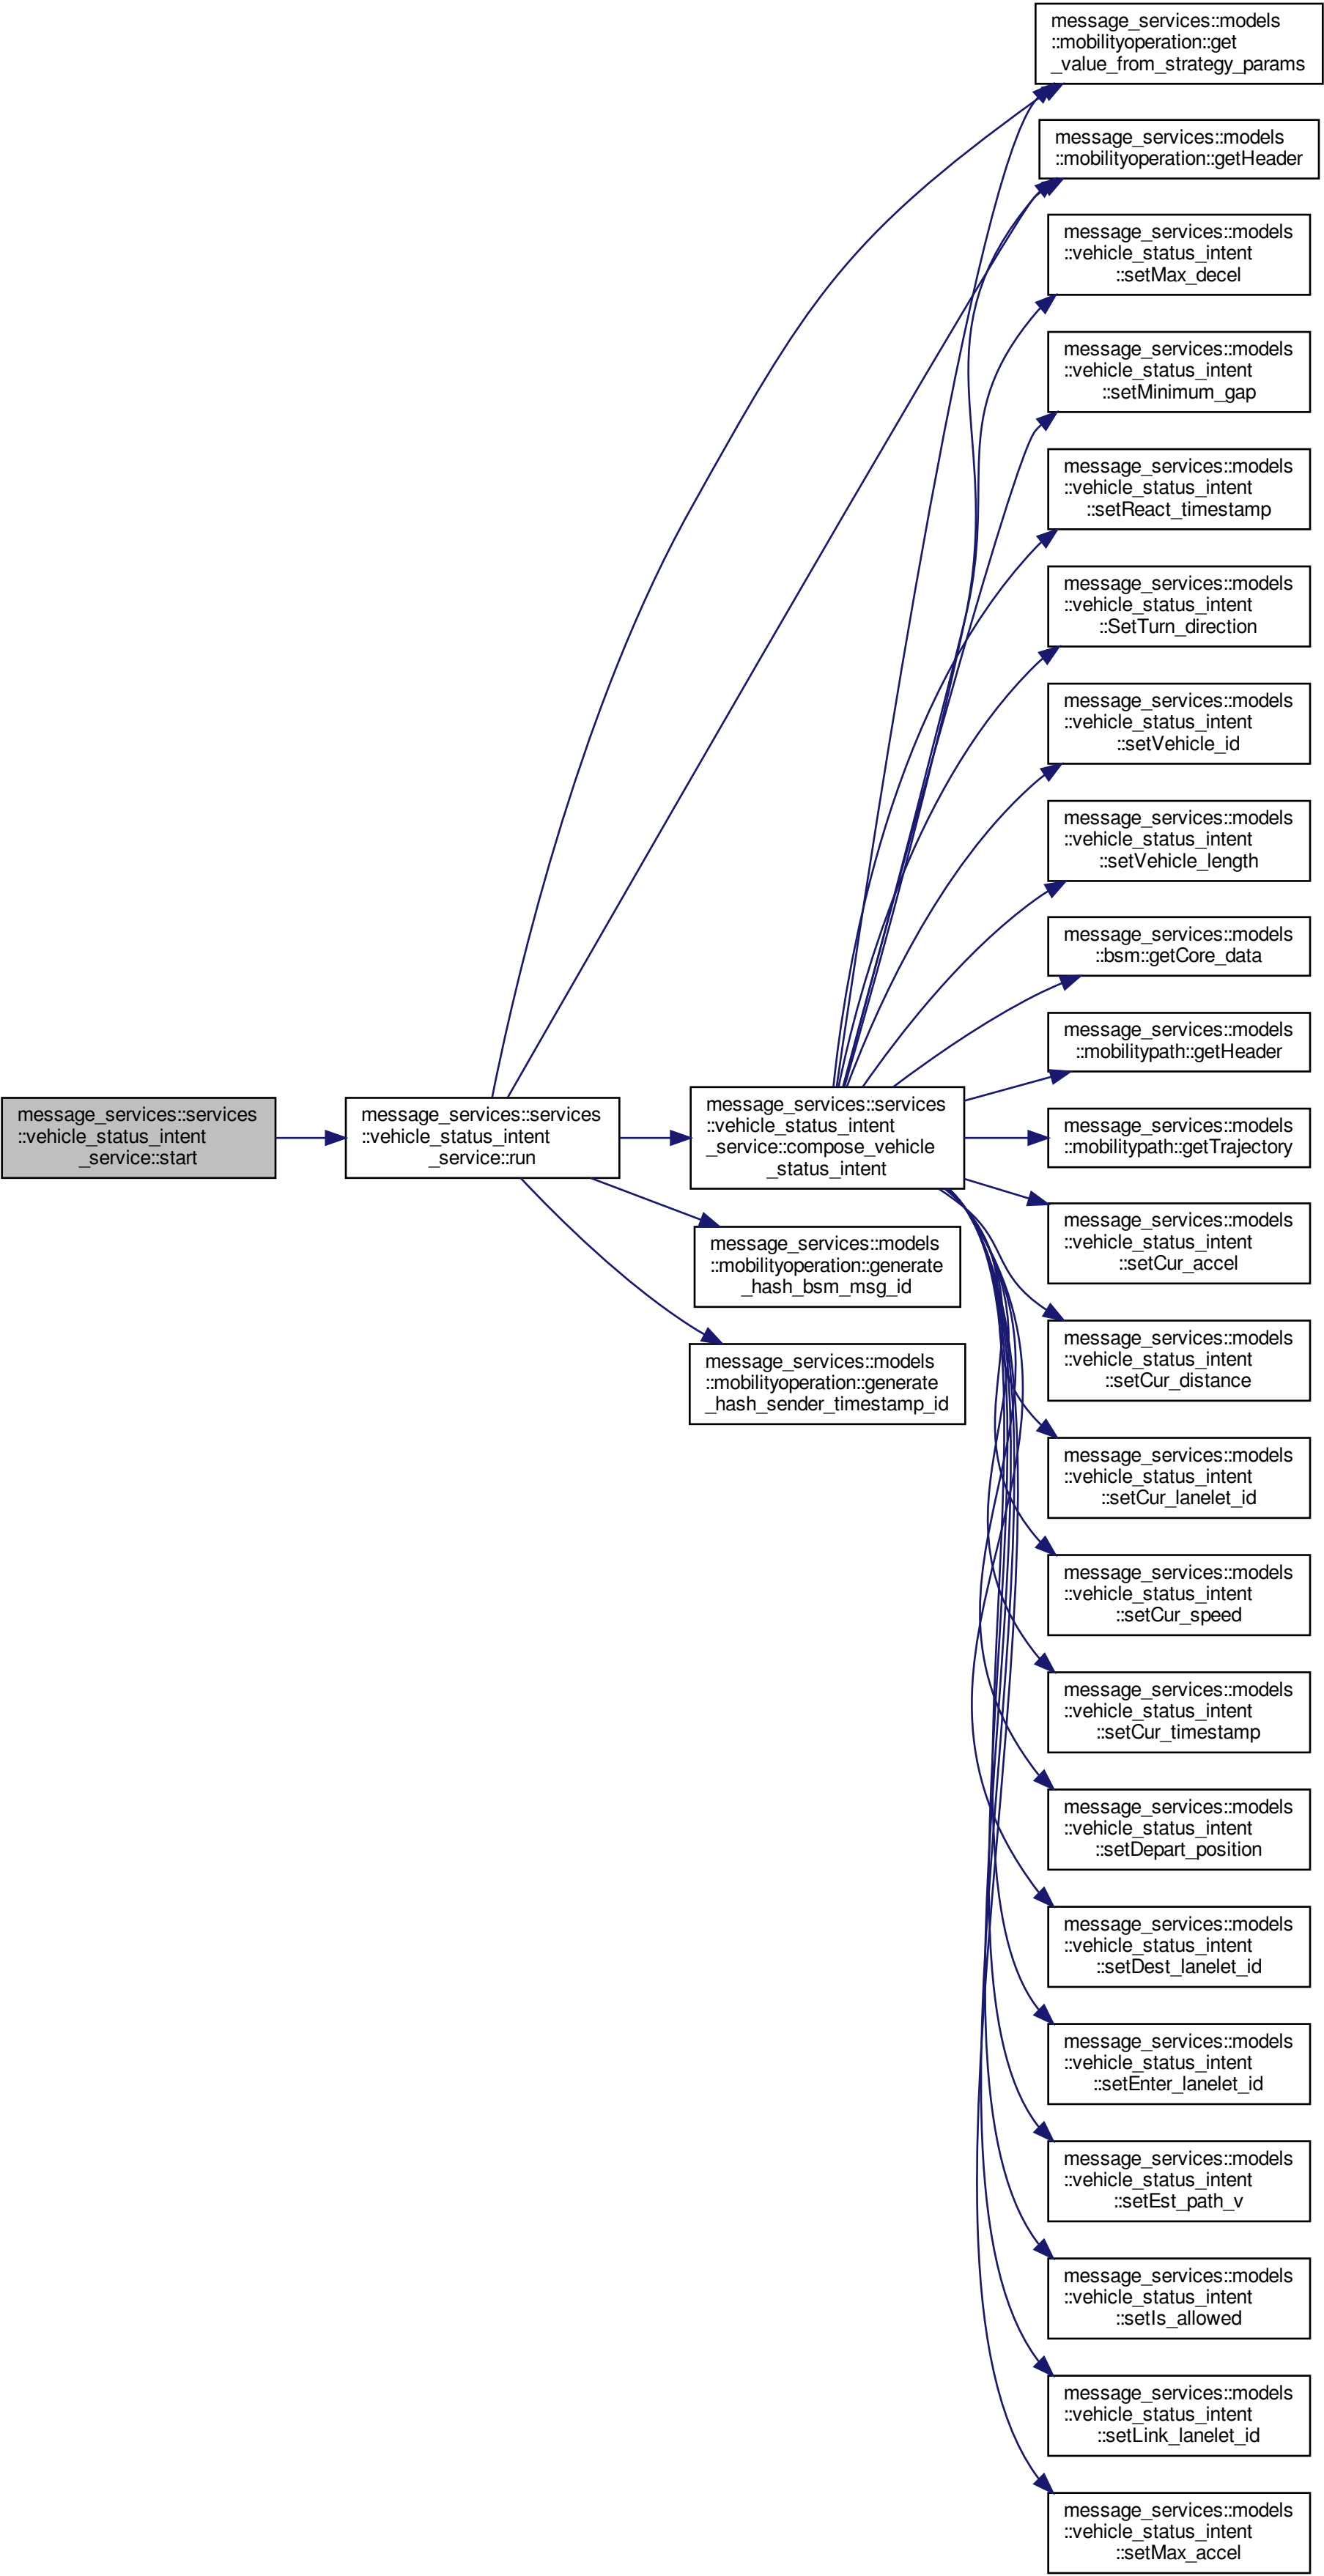 message_services::services
::vehicle_status_intent
_service::start
message_services::services
::vehicle_status_intent
_service::run
message_services::services
::vehicle_status_intent
_service::compose_vehicle
_status_intent
message_services::models
::mobilityoperation::generate
_hash_bsm_msg_id
message_services::models
::mobilityoperation::generate
_hash_sender_timestamp_id
message_services::models
::mobilityoperation::get
_value_from_strategy_params
message_services::models
::mobilityoperation::getHeader
message_services::models
::vehicle_status_intent
::setMax_decel
message_services::models
::vehicle_status_intent
::setMinimum_gap
message_services::models
::vehicle_status_intent
::setReact_timestamp
message_services::models
::vehicle_status_intent
::SetTurn_direction
message_services::models
::vehicle_status_intent
::setVehicle_id
message_services::models
::vehicle_status_intent
::setVehicle_length
message_services::models
::bsm::getCore_data
message_services::models
::mobilitypath::getHeader
message_services::models
::mobilitypath::getTrajectory
message_services::models
::vehicle_status_intent
::setCur_accel
message_services::models
::vehicle_status_intent
::setCur_distance
message_services::models
::vehicle_status_intent
::setCur_lanelet_id
message_services::models
::vehicle_status_intent
::setCur_speed
message_services::models
::vehicle_status_intent
::setCur_timestamp
message_services::models
::vehicle_status_intent
::setDepart_position
message_services::models
::vehicle_status_intent
::setDest_lanelet_id
message_services::models
::vehicle_status_intent
::setEnter_lanelet_id
message_services::models
::vehicle_status_intent
::setEst_path_v
message_services::models
::vehicle_status_intent
::setIs_allowed
message_services::models
::vehicle_status_intent
::setLink_lanelet_id
message_services::models
::vehicle_status_intent
::setMax_accel